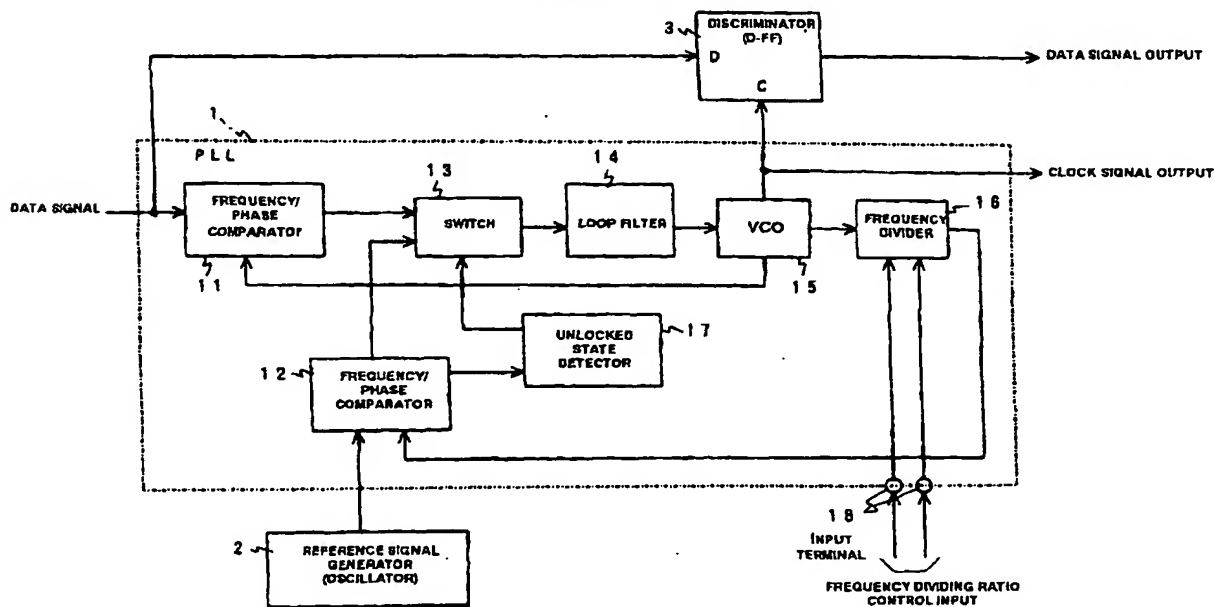 3
DISCRIMINATOR
(D-FF)
D
C
DATA SIGNAL OUTPUT
1
PLL
CLOCK SIGNAL OUTPUT
DATA SIGNAL
FREQUENCY/
PHASE
COMPARATOR
11
13
SWITCH
14
LOOP FILTER
VCO
15
FREQUENCY
DIVIDER
16
UNLOCKED
STATE
DETECTOR
17
12
FREQUENCY/
PHASE
COMPARATOR
18
INPUT
TERMINAL
2
REFERENCE SIGNAL
GENERATOR
(OSCILLATOR)
FREQUENCY DIVIDING RATIO
CONTROL INPUT